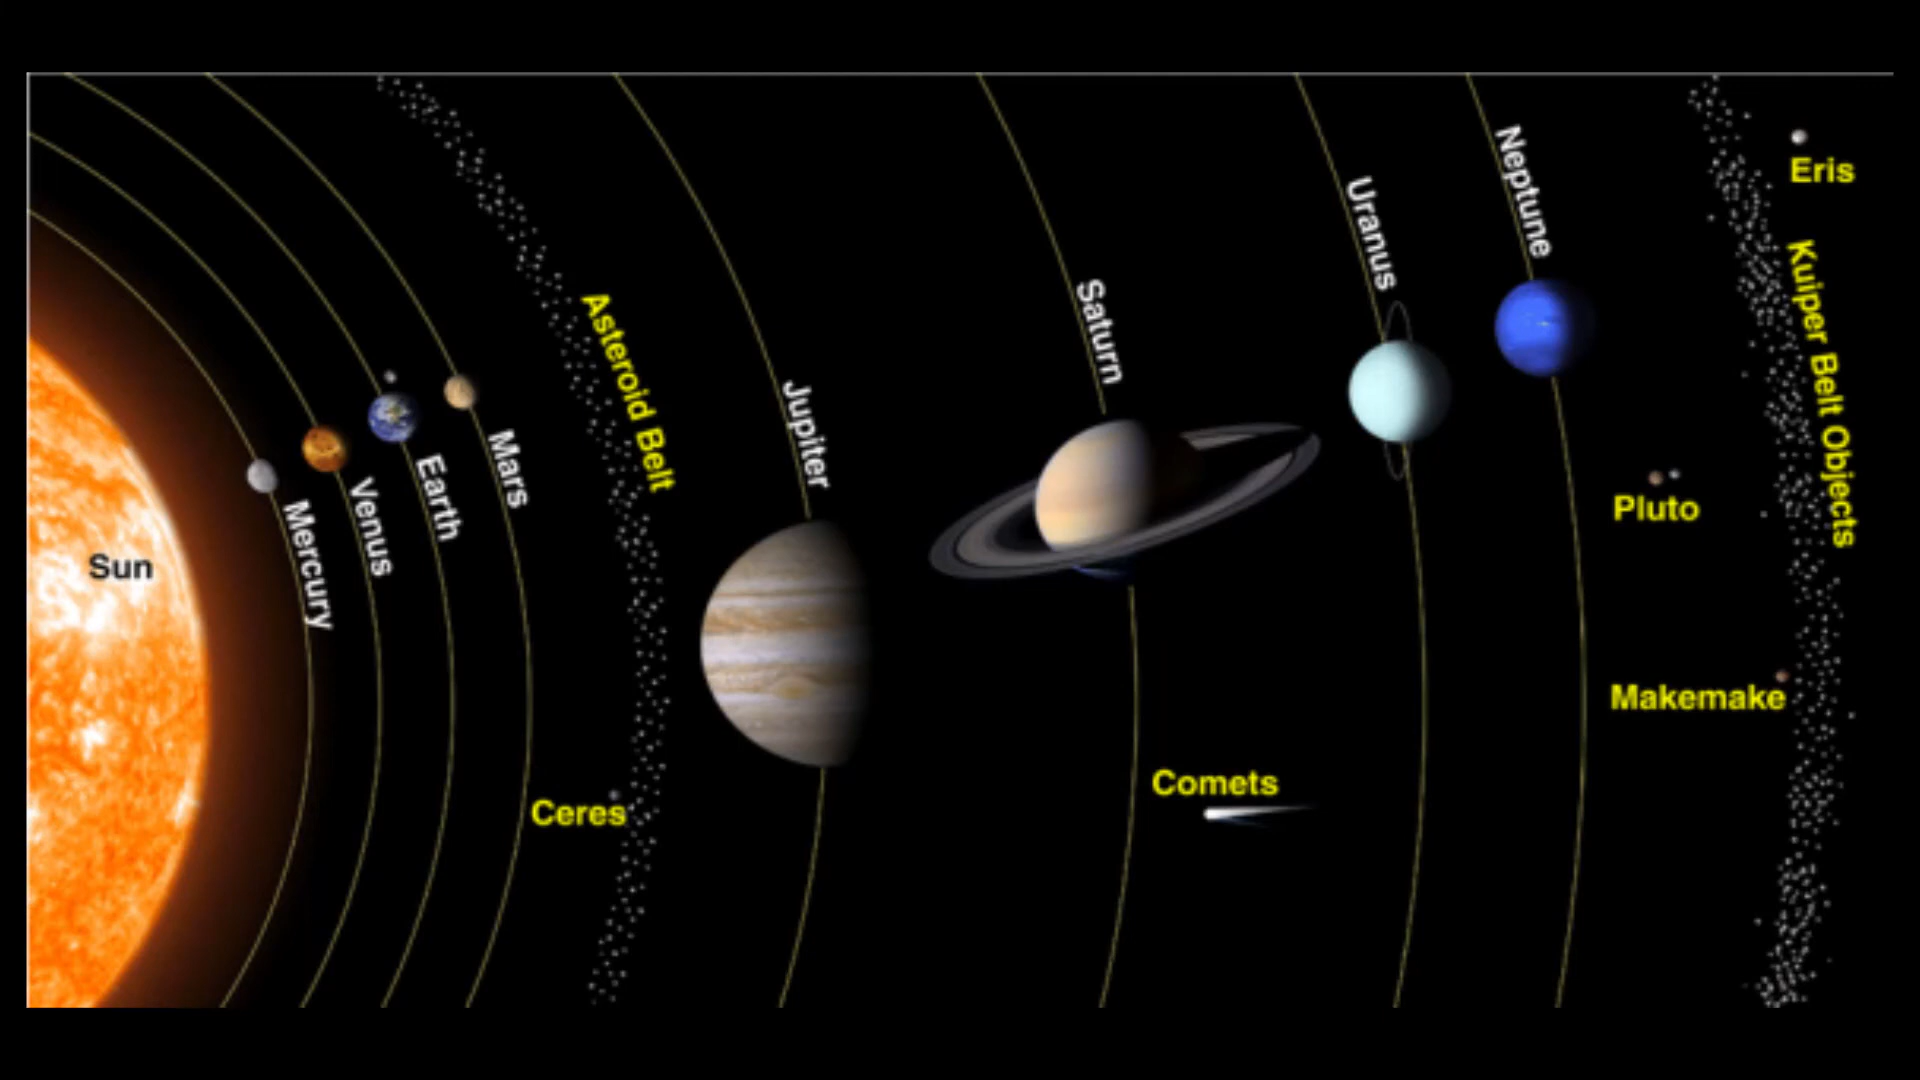 Sun
Mercury
Venus
Earth
Mars
Asteroid Belt
Ceres
Jupiter
Saturn
Comets
Uranus
Neptune
Pluto
Makemake
Eris
Kuiper Belt Objects